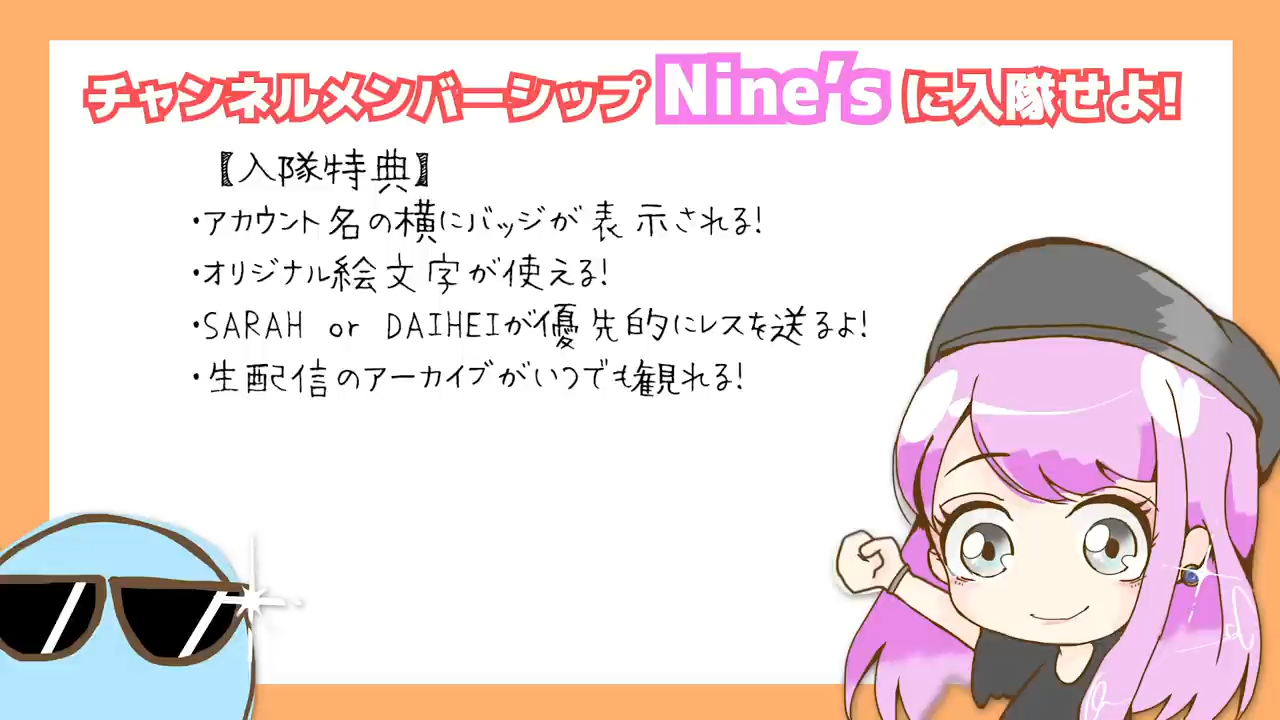 チャンネルメンバーシップNine'sに入隊せよ!
【入隊特典】
・アカウント名の横にバッジが表示される!
・オリジナル絵文字が使える!
・SARAH or DAIHEIが優先的にレスを送るよ!
・生配信のアーカイブがいつでも観れる!